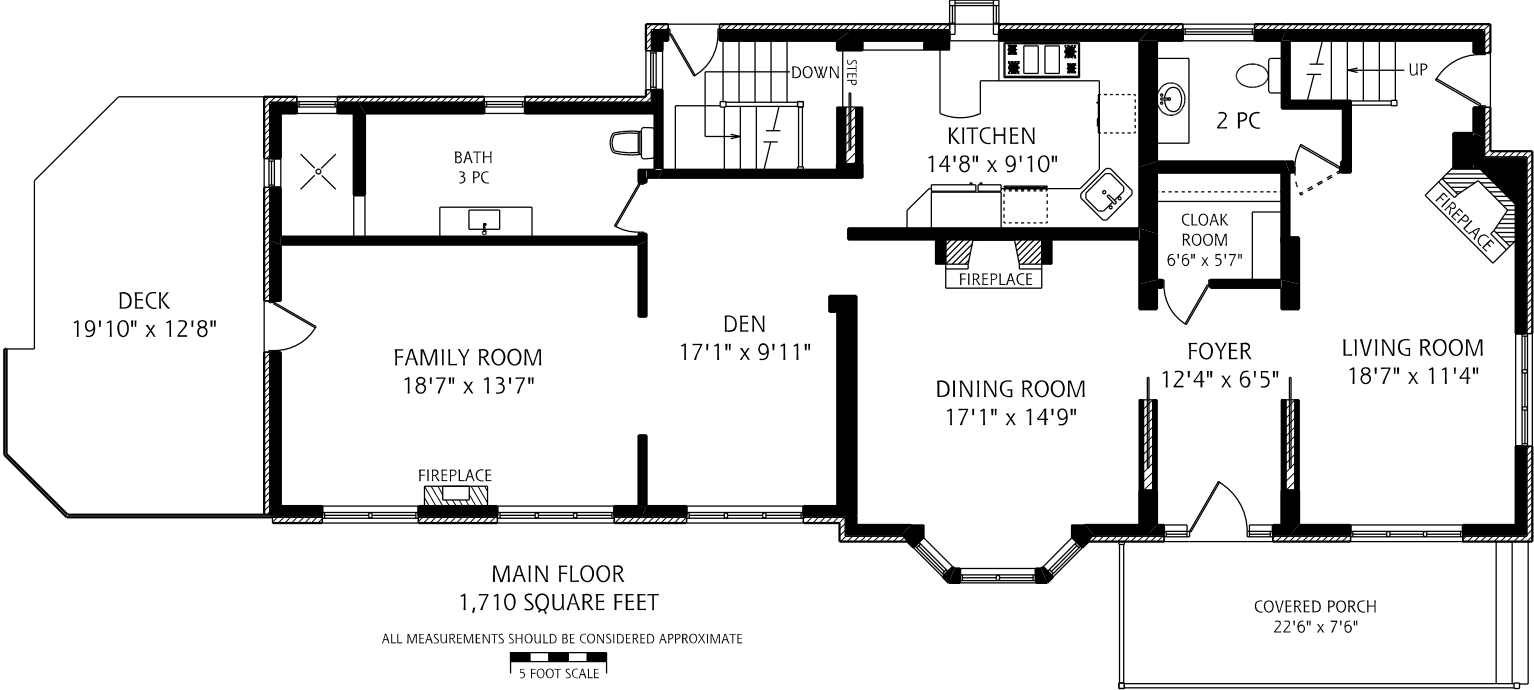 DOWN
STEP
UP
KITCHEN
14'8" x 9'10"
2 PC
BATH
3 PC
CLOAK
ROOM
6'6" x 5'7"
FIREPLACE
FIREPLACE
DECK
19'10" x 12'8"
DEN
17'1" x 9'11"
FAMILY ROOM
18'7" x 13'7"
FOYER
12'4" x 6'5"
LIVING ROOM
18'7" x 11'4"
DINING ROOM
17'1" x 14'9"
FIREPLACE
MAIN FLOOR
1,710 SQUARE FEET
COVERED PORCH
22'6" x 7'6"
ALL MEASUREMENTS SHOULD BE CONSIDERED APPROXIMATE
5 FOOT SCALE